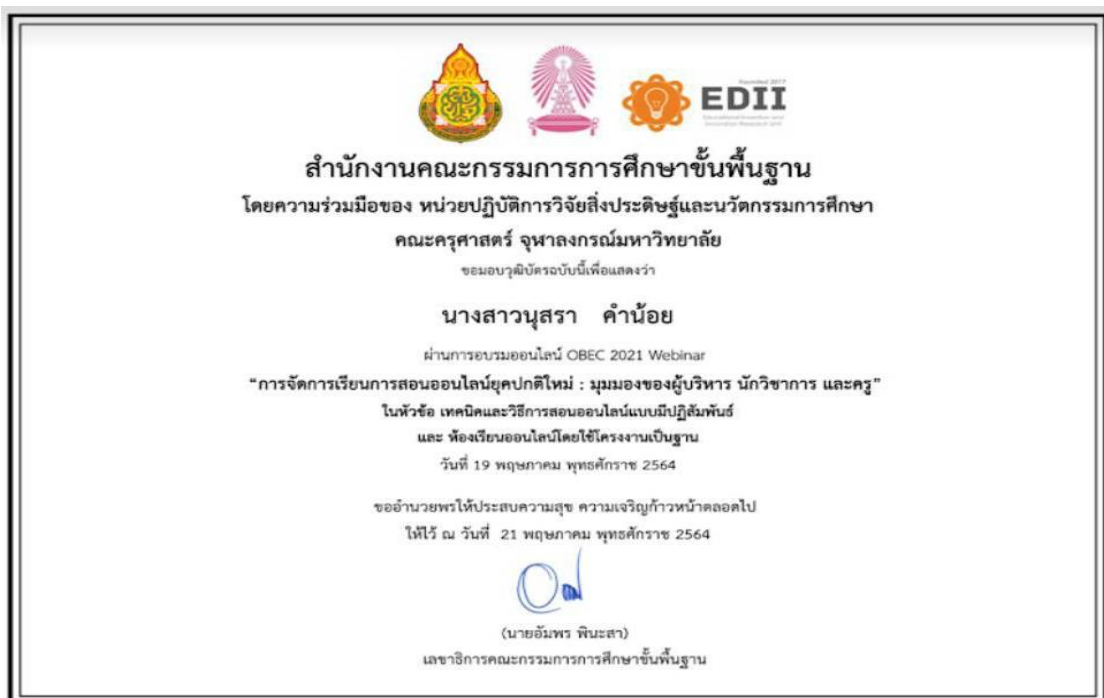 Founded 2017
EDII
Educational Invention and
Innovation Research Unit
สำนักงานคณะกรรมการการศึกษาขั้นพื้นฐาน
โดยความร่วมมือของ หน่วยปฏิบัติการวิจัยสิ่งประดิษฐ์และนวัตกรรมการศึกษา
คณะครุศาสตร์ จุฬาลงกรณ์มหาวิทยาลัย
ขอมอบวุฒิบัตรฉบับนี้เพื่อแสดงว่า
นางสาวนุสรา คำน้อย
ผ่านการอบรมออนไลน์ OBEC 2021 Webinar
“การจัดการเรียนการสอนออนไลน์ยุคปกติใหม่ : มุมมองของผู้บริหาร นักวิชาการ และครู”
ในหัวข้อ เทคนิคและวิธีการสอนออนไลน์แบบมีปฏิสัมพันธ์
และ ห้องเรียนออนไลน์โดยใช้โครงงานเป็นฐาน
วันที่ 19 พฤษภาคม พุทธศักราช 2564
ขออำนวยพรให้ประสบความสุข ความเจริญก้าวหน้าตลอดไป
ให้ไว้ ณ วันที่ 21 พฤษภาคม พุทธศักราช 2564
(นายอัมพร พินะสา)
เลขาธิการคณะกรรมการการศึกษาขั้นพื้นฐาน